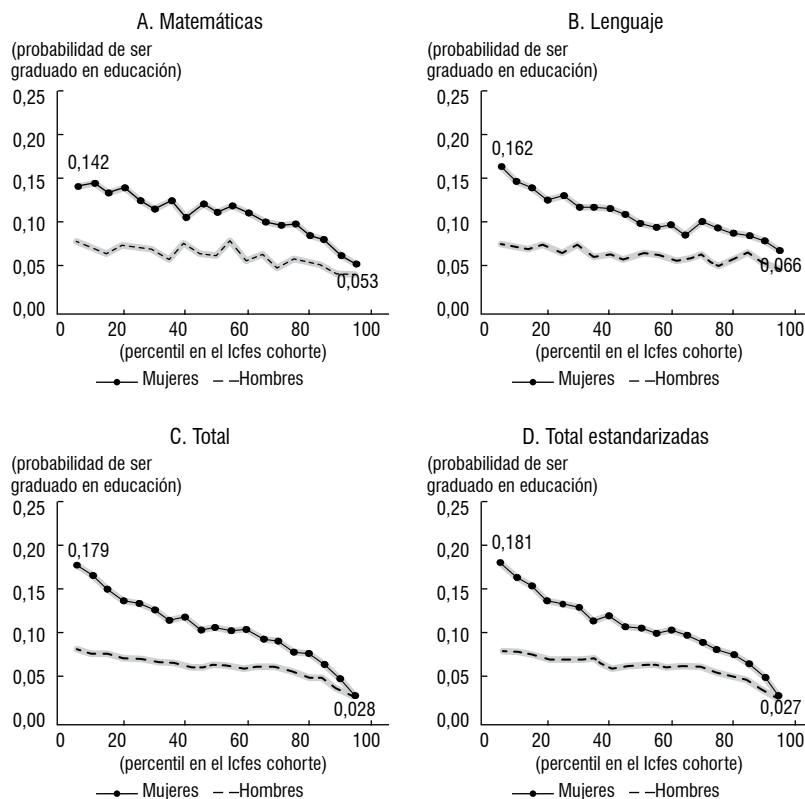 A. Matemáticas
(probabilidad de ser
graduado en educación)
0,25
0,20
0,15
0,10
0,05
0,00
0,142
0,053
0 20 40 60 80 100
(percentil en el Icfes cohorte)
Mujeres Hombres
B. Lenguaje
(probabilidad de ser
graduado en educación)
0,25
0,20
0,15
0,10
0,05
0,00
0,162
0,066
0 20 40 60 80 100
(percentil en el Icfes cohorte)
Mujeres Hombres
C. Total
(probabilidad de ser
graduado en educación)
0,25
0,20
0,15
0,10
0,05
0,00
0,179
0,028
0 20 40 60 80 100
(percentil en el Icfes cohorte)
Mujeres Hombres
D. Total estandarizadas
(probabilidad de ser
graduado en educación)
0,25
0,20
0,15
0,10
0,05
0,00
0,181
0,027
0 20 40 60 80 100
(percentil en el Icfes cohorte)
Mujeres Hombres